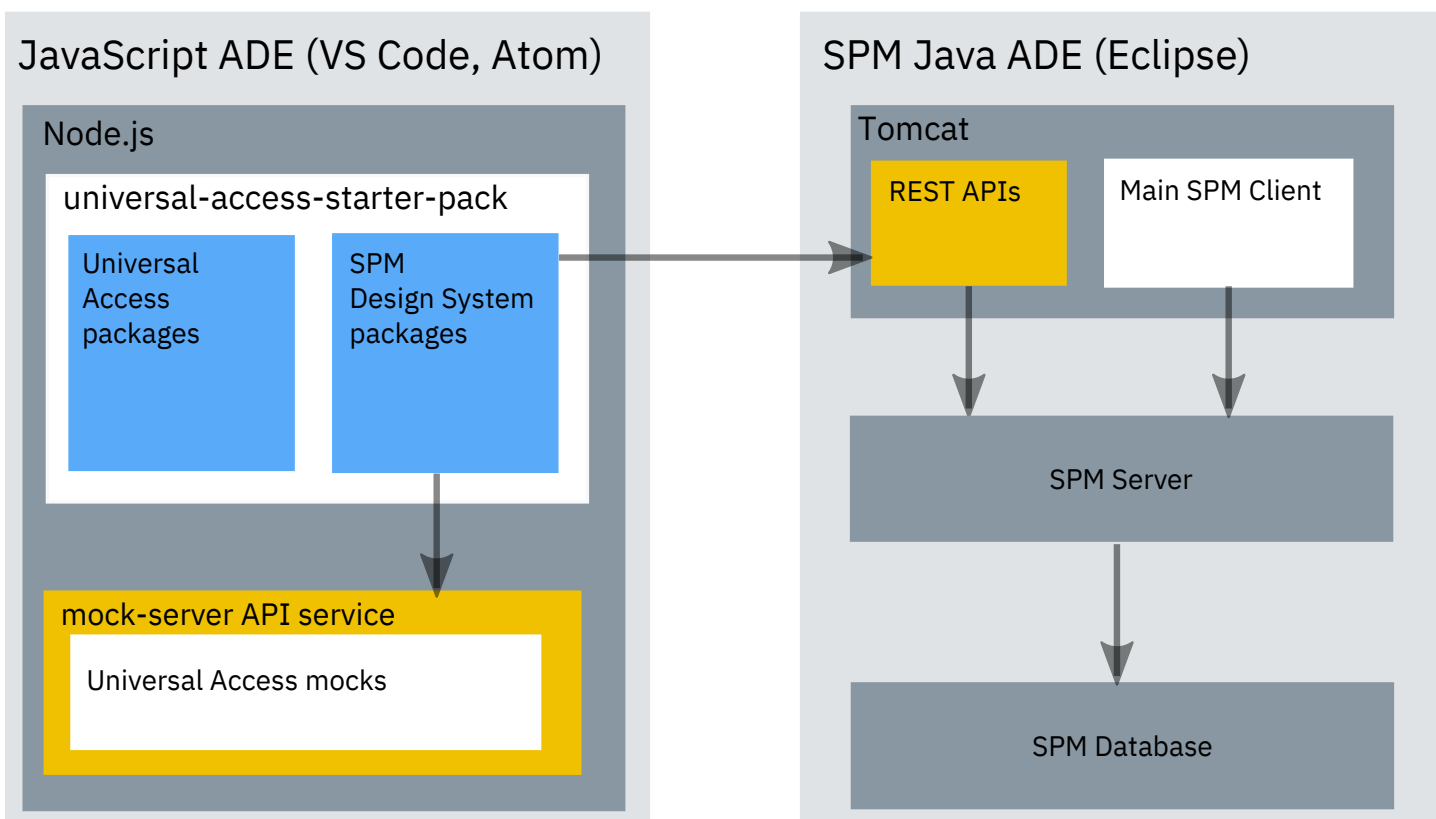 JavaScript ADE (VS Code, Atom)
Node.js
universal-access-starter-pack
Universal
Access
packages
SPM
Design System
packages
mock-server API service
Universal Access mocks
SPM Java ADE (Eclipse)
Tomcat
REST APIs
Main SPM Client
SPM Server
SPM Database